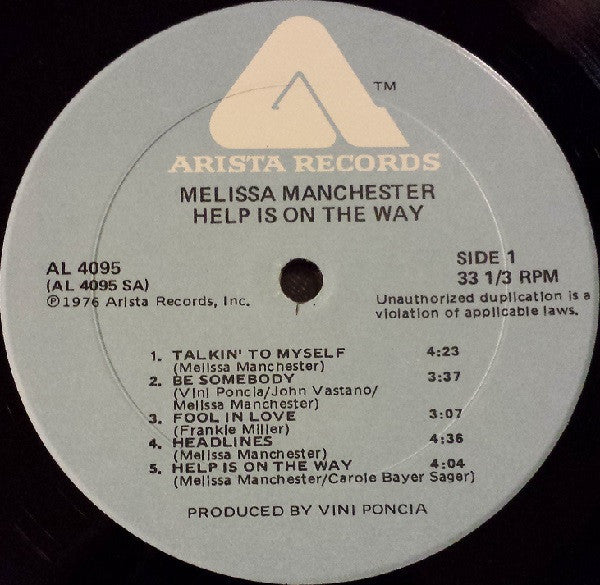 TM
ARISTA RECORDS
MELISSA MANCHESTER
HELP IS ON THE WAY
AL 4095
(AL 4095 SA)
℗1976 Arista Records, Inc.
SIDE 1
33 1/3 RPM
Unauthorized duplication is a
violation of applicable laws.
1. TALKIN' TO MYSELF 4:23
(Melissa Manchester)
2. BE SOMEBODY 3:37
(Vini Poncia/John Vastano/
Melissa Manchester)
3. FOOL IN LOVE 3:07
(Frankie Miller)
4. HEADLINES 4:36
(Melissa Manchester)
5. HELP IS ON THE WAY 4:04
(Melissa Manchester/Carole Bayer Sager)
PRODUCED BY VINI PONCIA